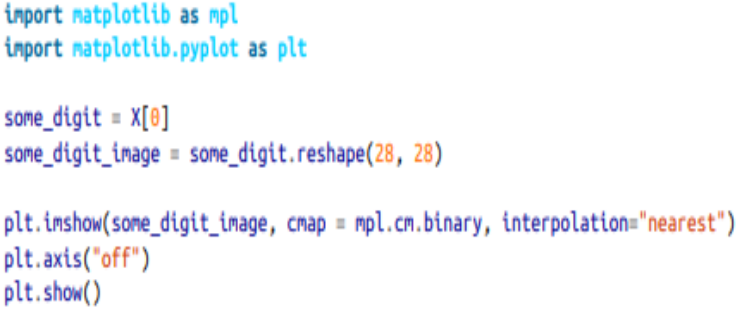 import matplotlib as mpl
import matplotlib.pyplot as plt
some_digit = X[0]
some_digit_image = some_digit.reshape(28, 28)
plt.imshow(some_digit_image, cmap = mpl.cm.binary, interpolation="nearest")
plt.axis("off")
plt.show()